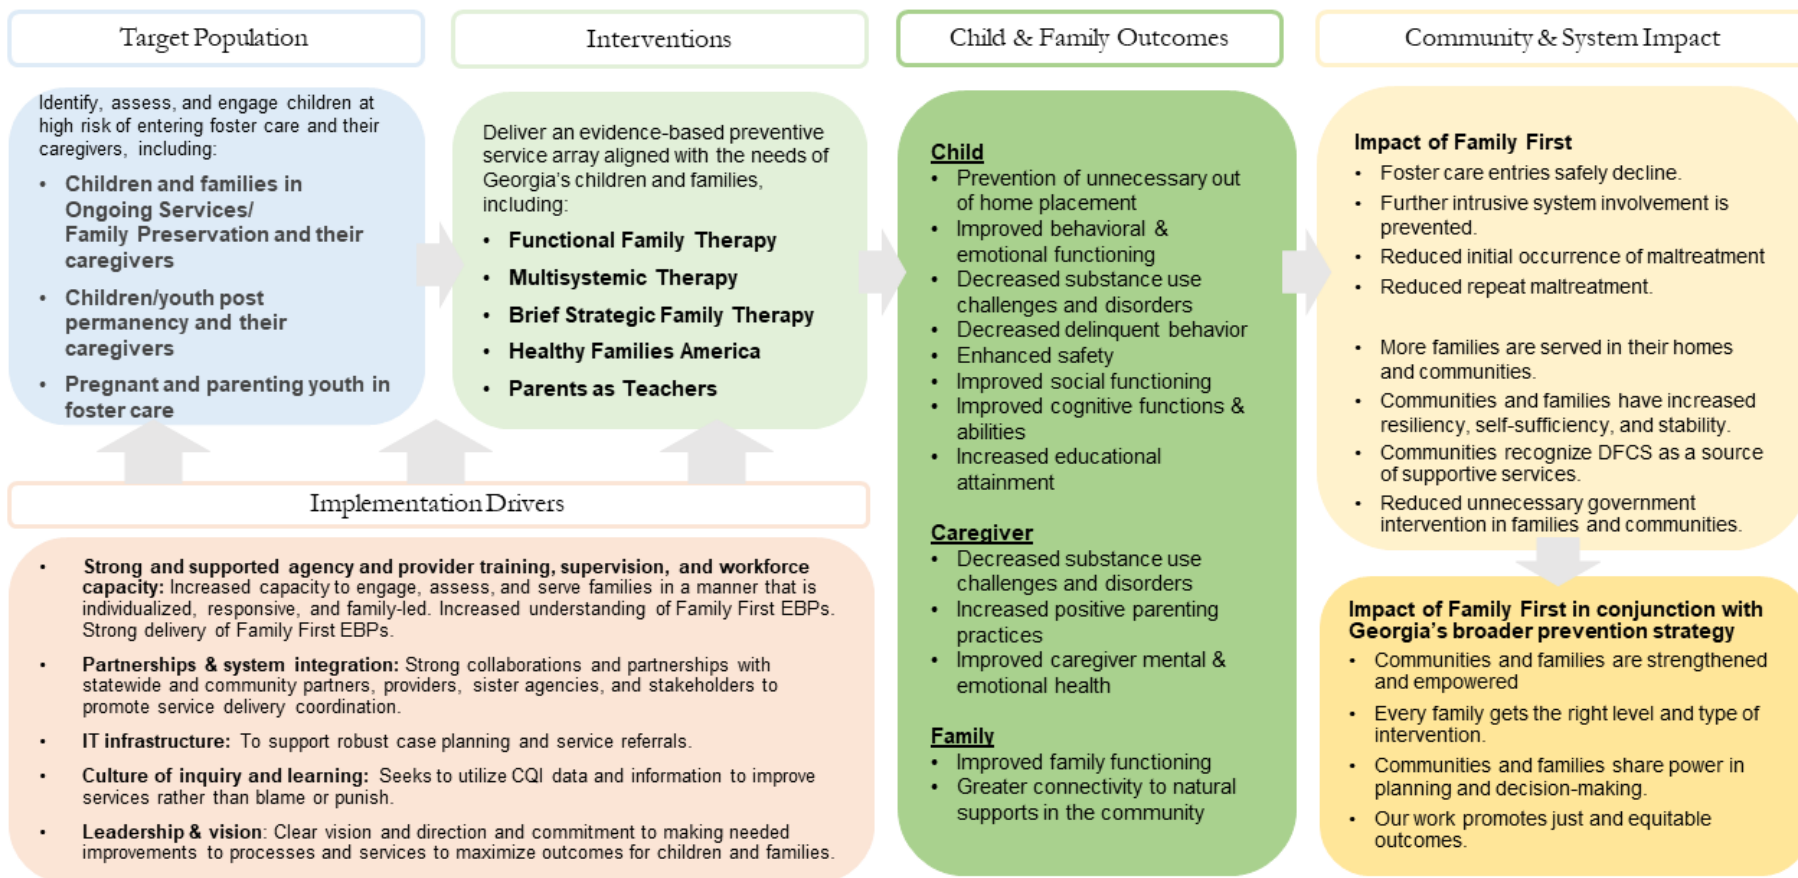 Target Population
Identify, assess, and engage children at
high risk of entering foster care and their
caregivers, including:
• Children and families in
Ongoing Services/
Family Preservation and their
caregivers
• Children/youth post
permanency and their
caregivers
• Pregnant and parenting youth in
foster care
Interventions
Deliver an evidence-based preventive
service array aligned with the needs of
Georgia’s children and families,
including:
• Functional Family Therapy
• Multisystemic Therapy
• Brief Strategic Family Therapy
• Healthy Families America
• Parents as Teachers
Implementation Drivers
• Strong and supported agency and provider training, supervision, and workforce
capacity: Increased capacity to engage, assess, and serve families in a manner that is
individualized, responsive, and family-led. Increased understanding of Family First EBPs.
Strong delivery of Family First EBPs.
• Partnerships & system integration: Strong collaborations and partnerships with
statewide and community partners, providers, sister agencies, and stakeholders to
promote service delivery coordination.
• IT infrastructure: To support robust case planning and service referrals.
• Culture of inquiry and learning: Seeks to utilize CQI data and information to improve
services rather than blame or punish.
• Leadership & vision: Clear vision and direction and commitment to making needed
improvements to processes and services to maximize outcomes for children and families.
Child & Family Outcomes
Child
• Prevention of unnecessary out
of home placement
• Improved behavioral &
emotional functioning
• Decreased substance use
challenges and disorders
• Decreased delinquent behavior
• Enhanced safety
• Improved social functioning
• Improved cognitive functions &
abilities
• Increased educational
attainment
Caregiver
• Decreased substance use
challenges and disorders
• Increased positive parenting
practices
• Improved caregiver mental &
emotional health
Family
• Improved family functioning
• Greater connectivity to natural
supports in the community
Community & System Impact
Impact of Family First
• Foster care entries safely decline.
• Further intrusive system involvement is
prevented.
• Reduced initial occurrence of maltreatment
• Reduced repeat maltreatment.
• More families are served in their homes
and communities.
• Communities and families have increased
resiliency, self-sufficiency, and stability.
• Communities recognize DFCS as a source
of supportive services.
• Reduced unnecessary government
intervention in families and communities.
Impact of Family First in conjunction with
Georgia’s broader prevention strategy
• Communities and families are strengthened
and empowered
• Every family gets the right level and type of
intervention.
• Communities and families share power in
planning and decision-making.
• Our work promotes just and equitable
outcomes.